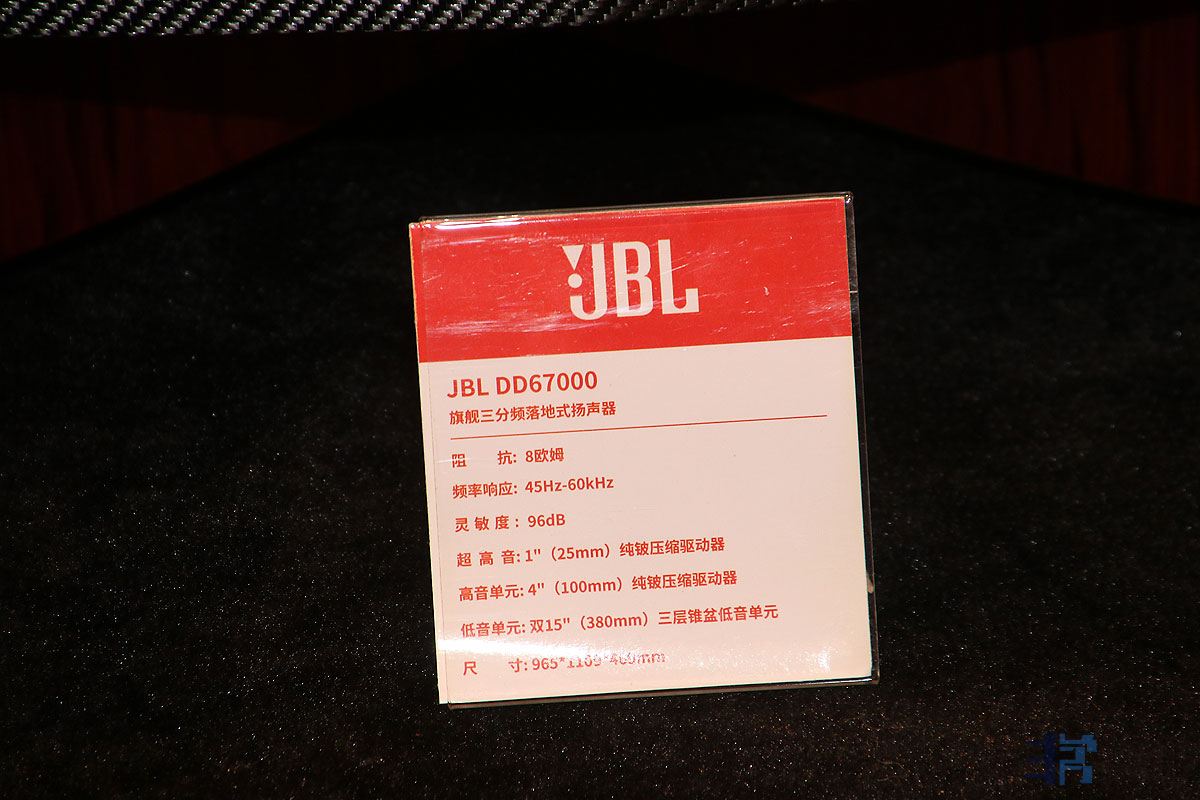 JBL
JBL DD67000
旗舰三分频落地式扬声器
阻 抗: 8欧姆
频率响应: 45Hz-60kHz
灵 敏 度: 96dB
超 高 音: 1"（25mm）纯铍压缩驱动器
高音单元: 4"（100mm）纯铍压缩驱动器
低音单元: 双15"（380mm）三层锥盆低音单元
尺 寸: